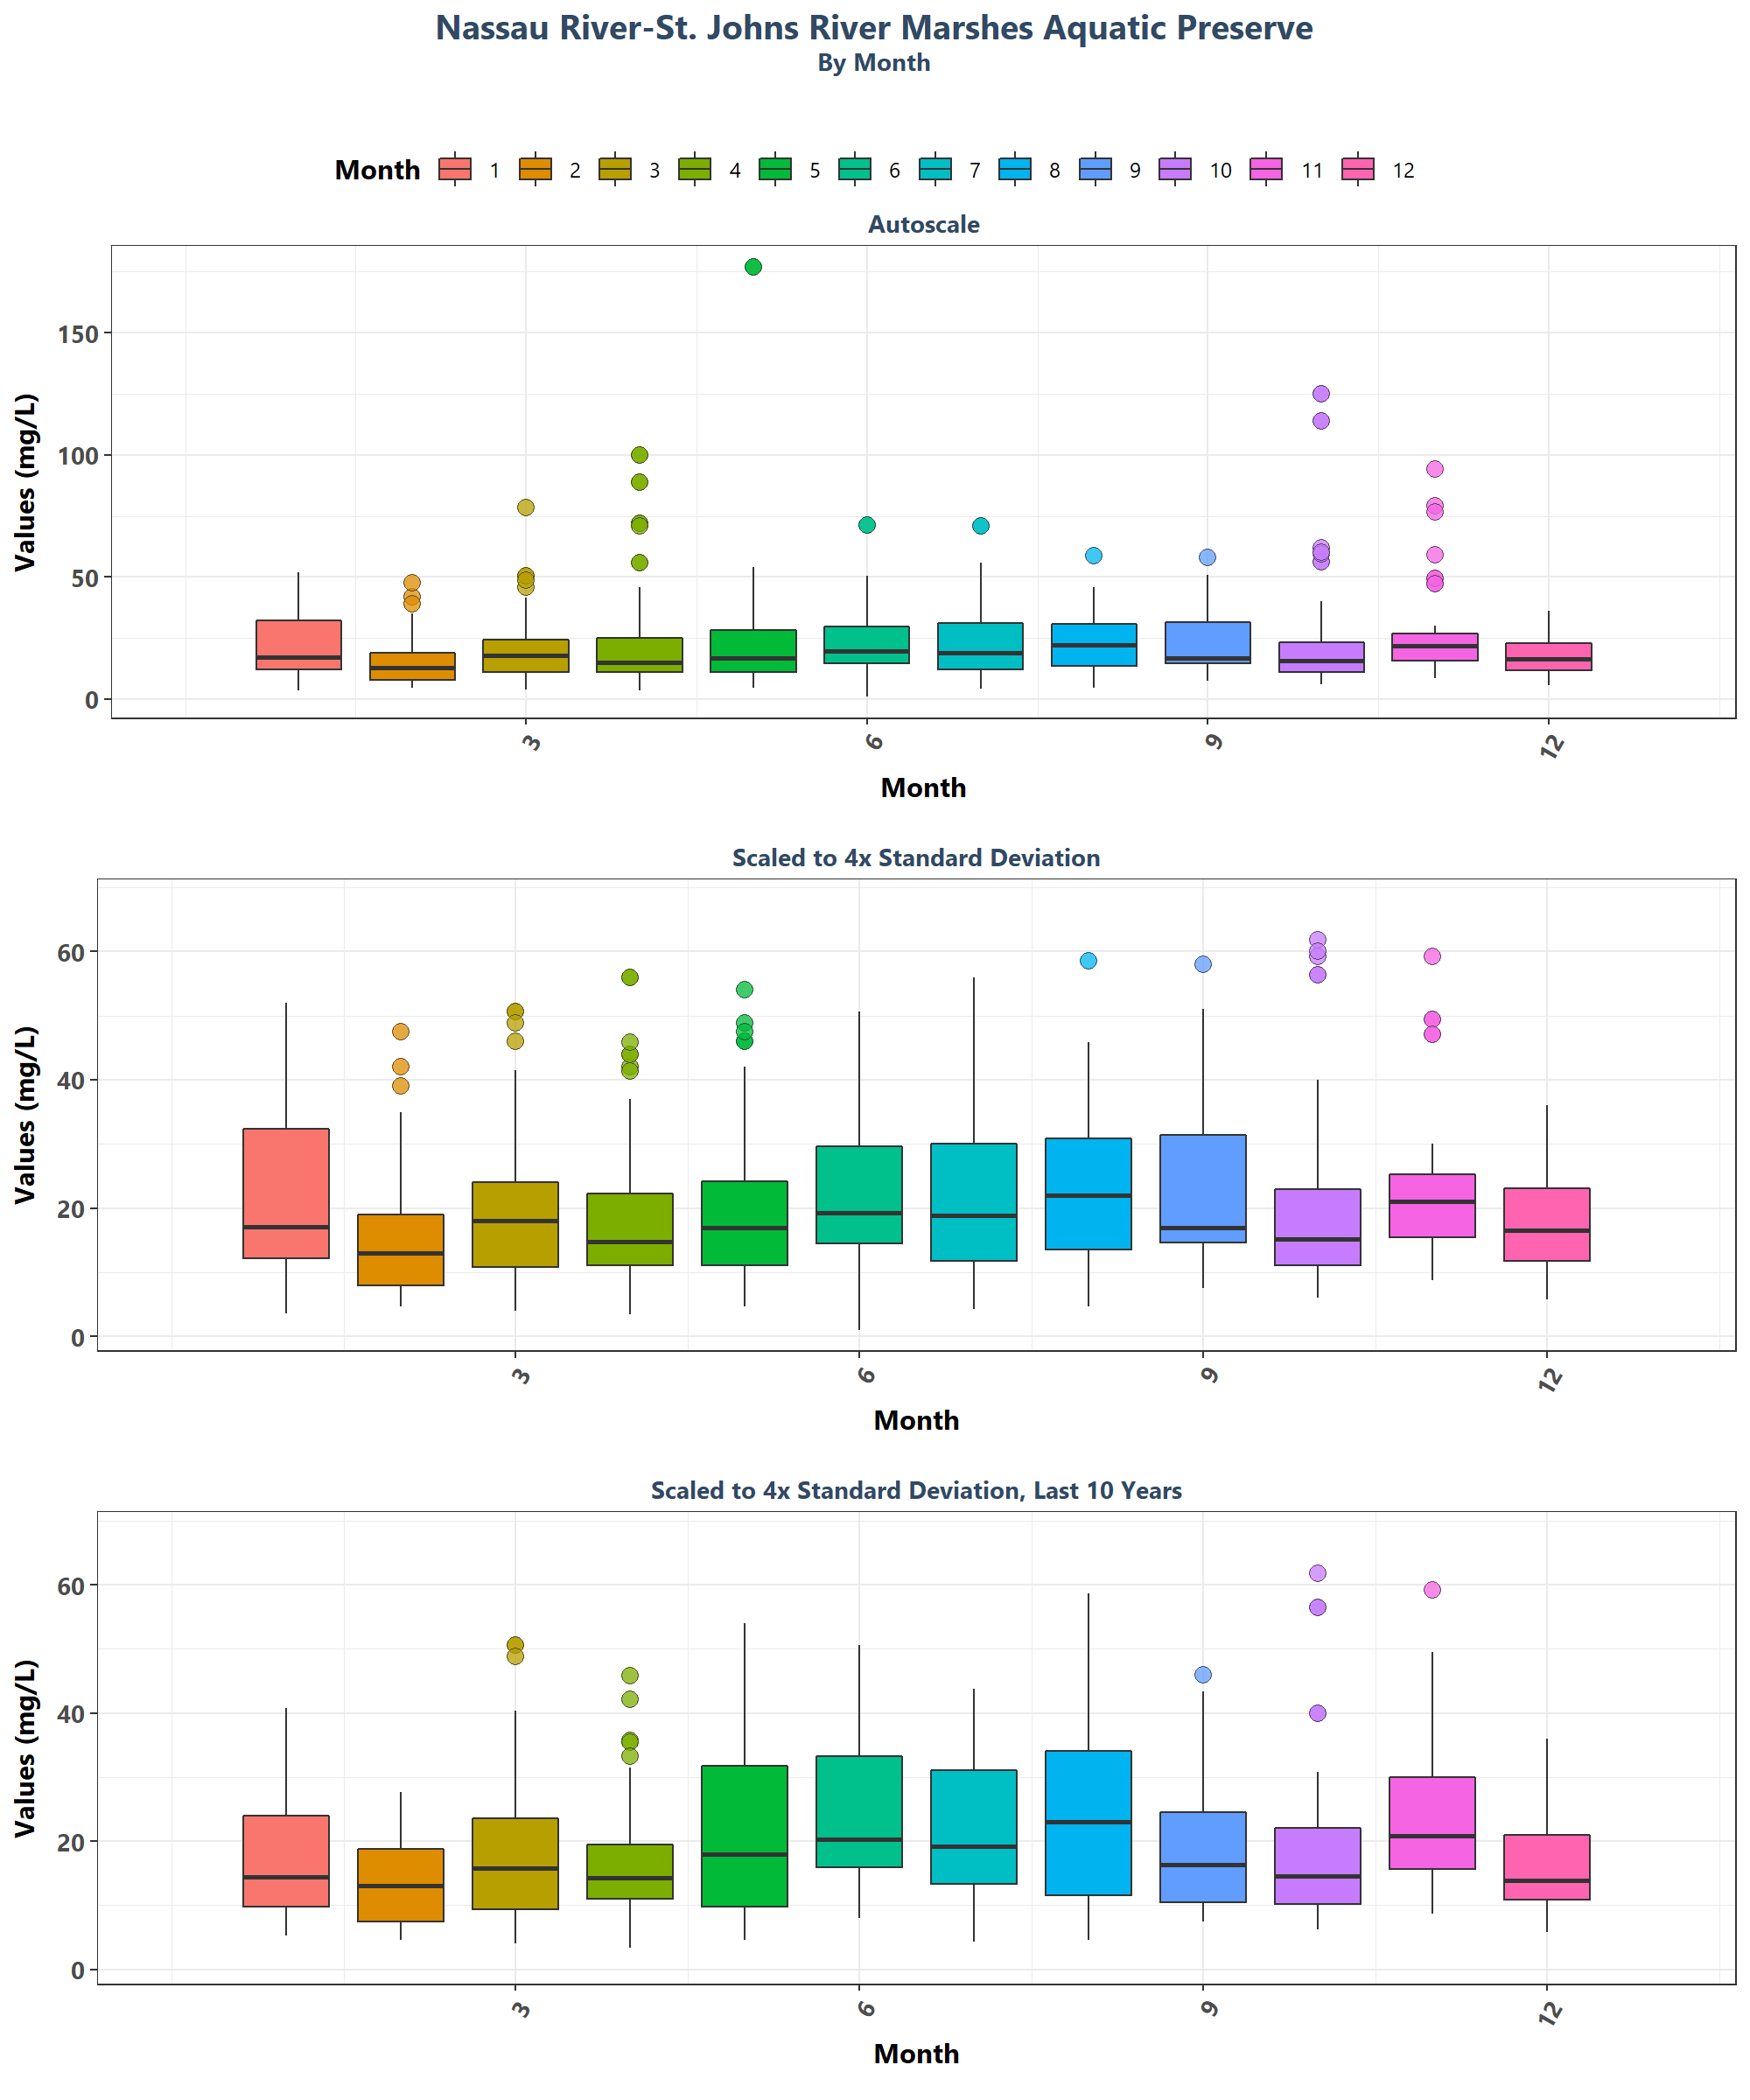 Nassau River-St. Johns River Marshes Aquatic Preserve
By Month
Month 1 2 3 4 5 6 7 8 9 10 11 12
Autoscale
Values (mg/L)
150
100
50
0
3 6 9 12
Month
Scaled to 4x Standard Deviation
Values (mg/L)
60
40
20
0
3 6 9 12
Month
Scaled to 4x Standard Deviation, Last 10 Years
Values (mg/L)
60
40
20
0
3 6 9 12
Month